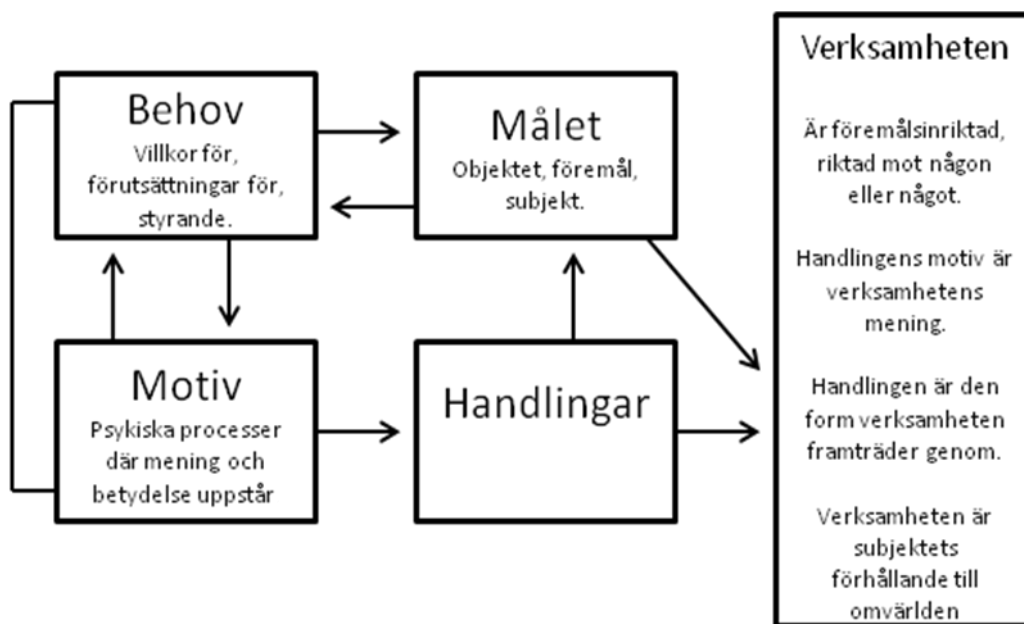 Behov
Villkor för,
förutsättningar för,
styrande.
Målet
Objektet, föremål,
subjekt.
Motiv
Psykiska processer
där mening och
betydelse uppstår
Handlingar
Verksamheten
Är föremålsinriktad,
riktad mot någon
eller något.
Handlingens motiv är
verksamhetens
mening.
Handlingen är den
form verksamheten
framträder genom.
Verksamheten är
subjektets
förhållande till
omvärlden